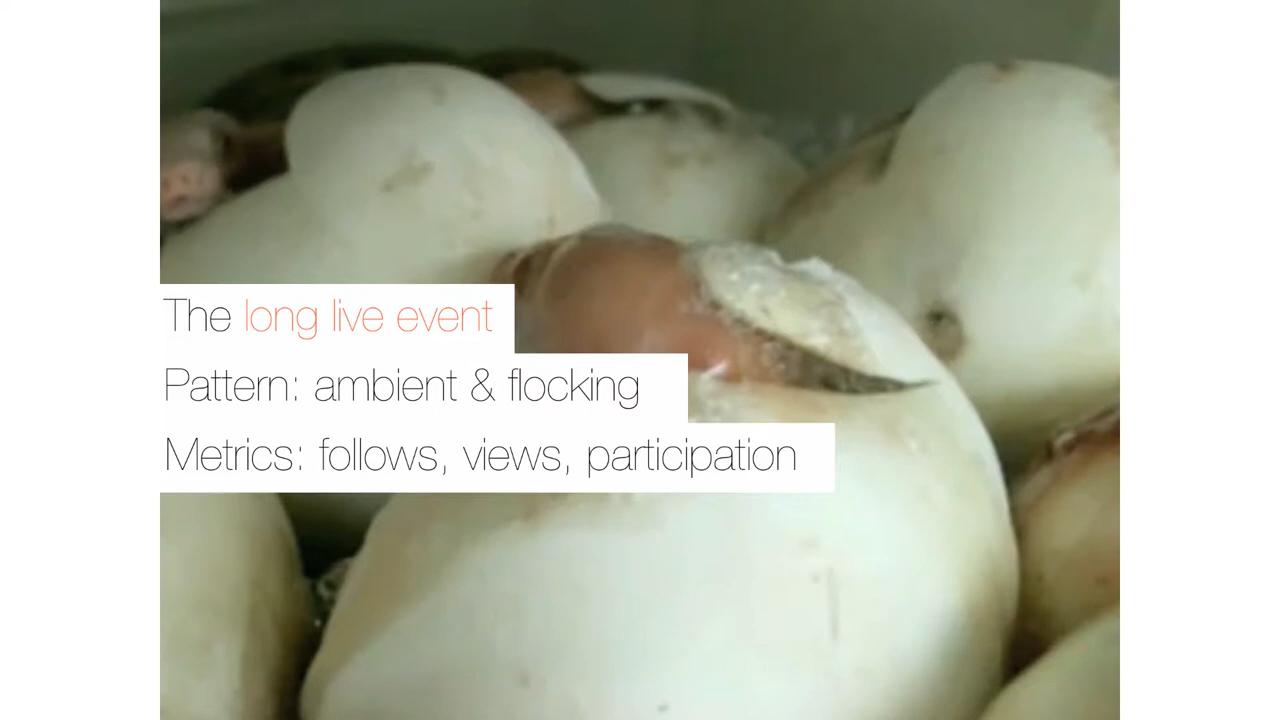 The long live event
Pattern: ambient & flocking
Metrics: follows, views, participation